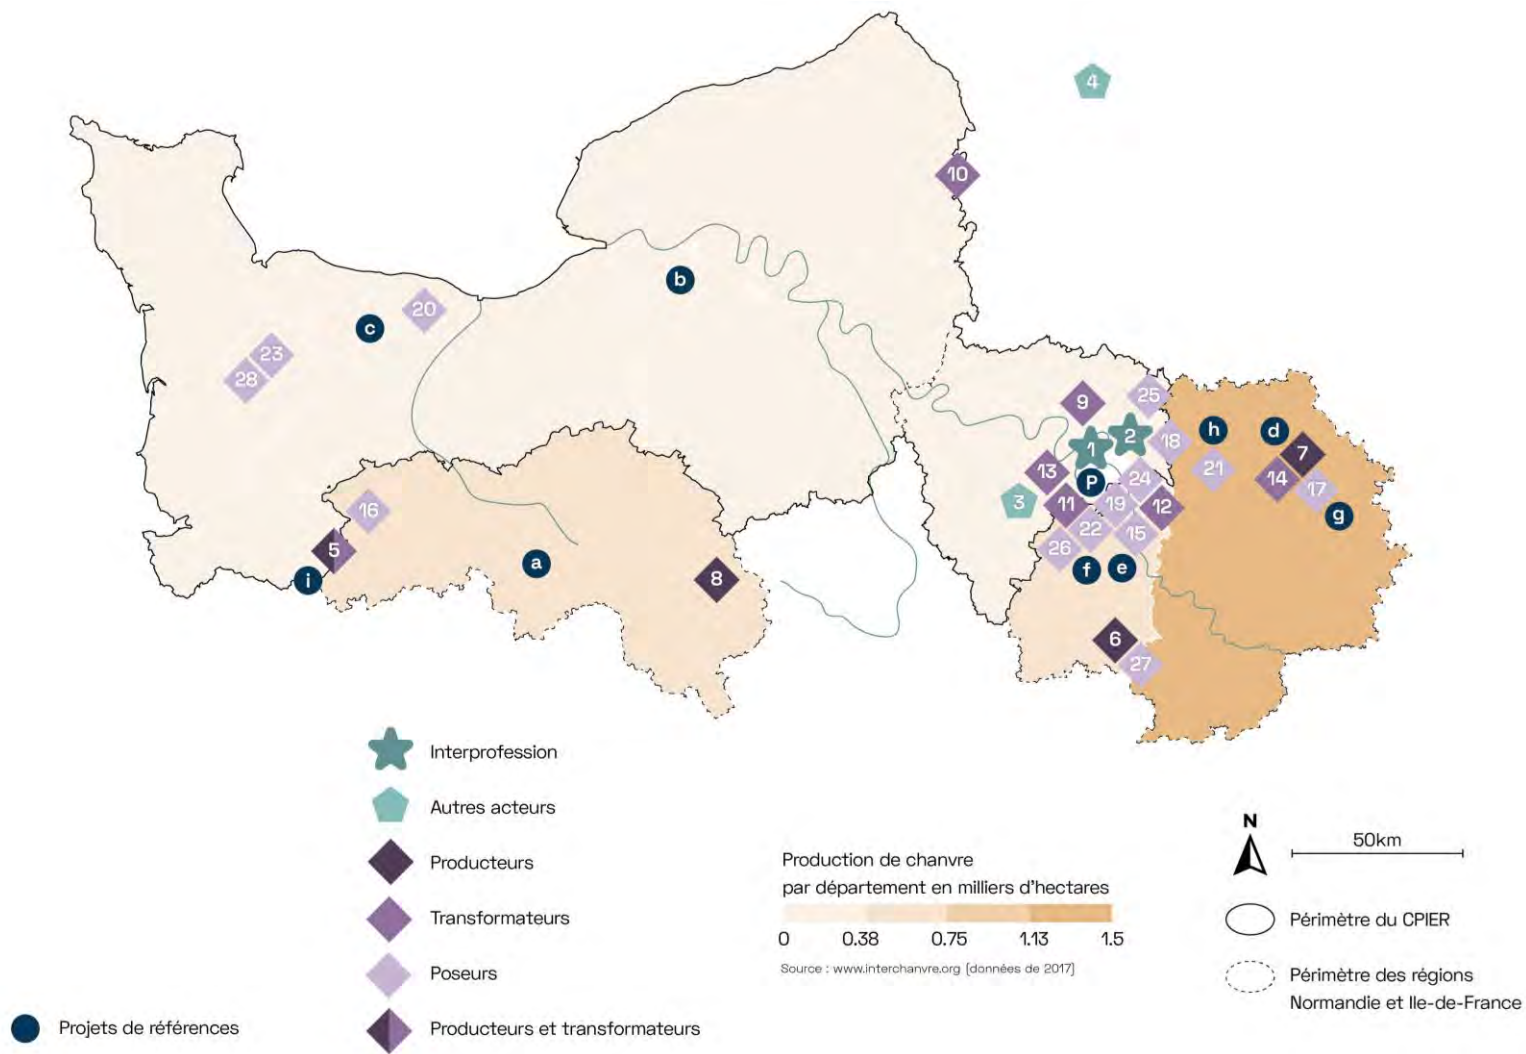 4
10
b
c
20
23
28
9
25
1
2
18
h
d
7
21
14
17
g
13
P
24
3
11
19
12
22
15
26
f
e
16
5
i
a
8
6
27
Interprofession
Autres acteurs
Producteurs
Transformateurs
Poseurs
Producteurs et transformateurs
Projets de références
Production de chanvre
par département en milliers d'hectares
0 0.38 0.75 1.13 1.5
Source : www.interchanvre.org [données de 2017]
N
50km
Périmètre du CPIER
Périmètre des régions
Normandie et Ile-de-France